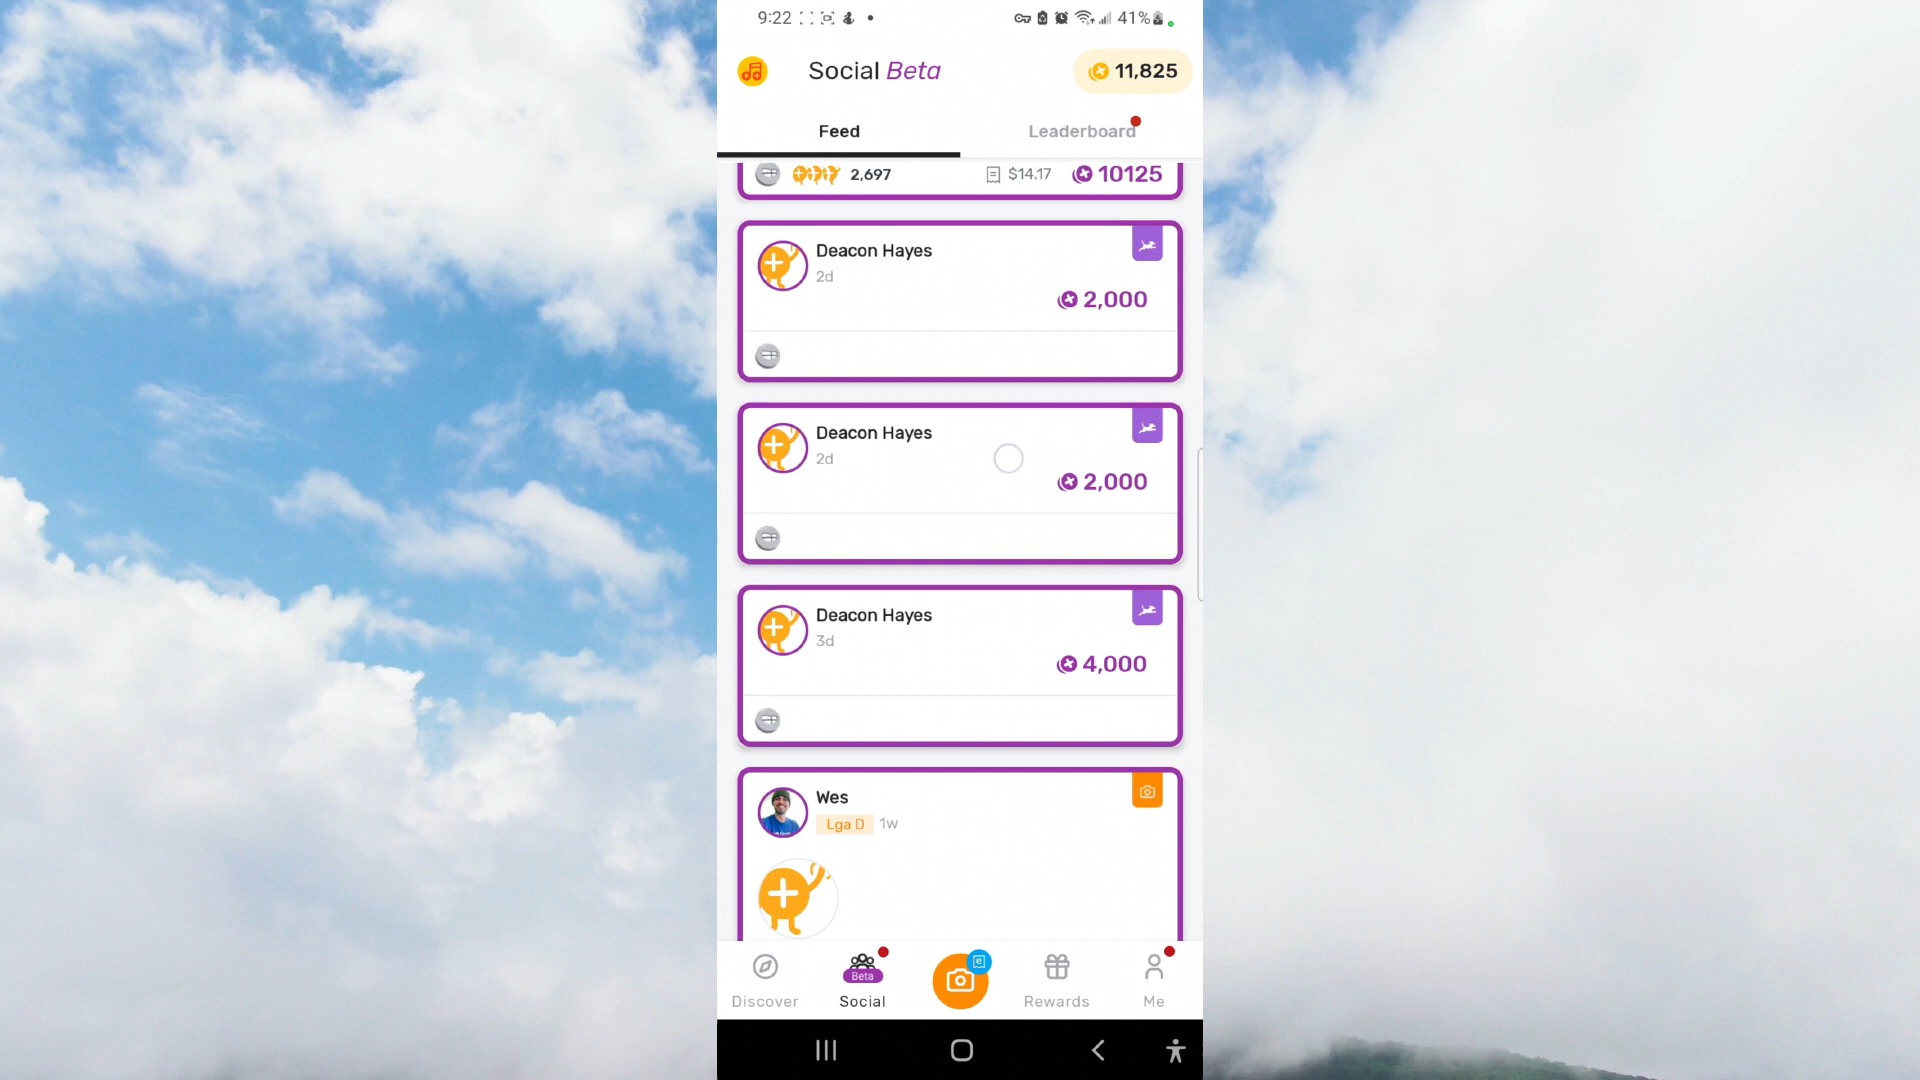 9:22
41%
Social Beta
11,825
Feed
Leaderboard
2,697
$14.17
10125
Deacon Hayes
2d
2,000
Deacon Hayes
2d
2,000
Deacon Hayes
3d
4,000
Wes
Lga D 1w
Beta
Discover
Social
Rewards
Me